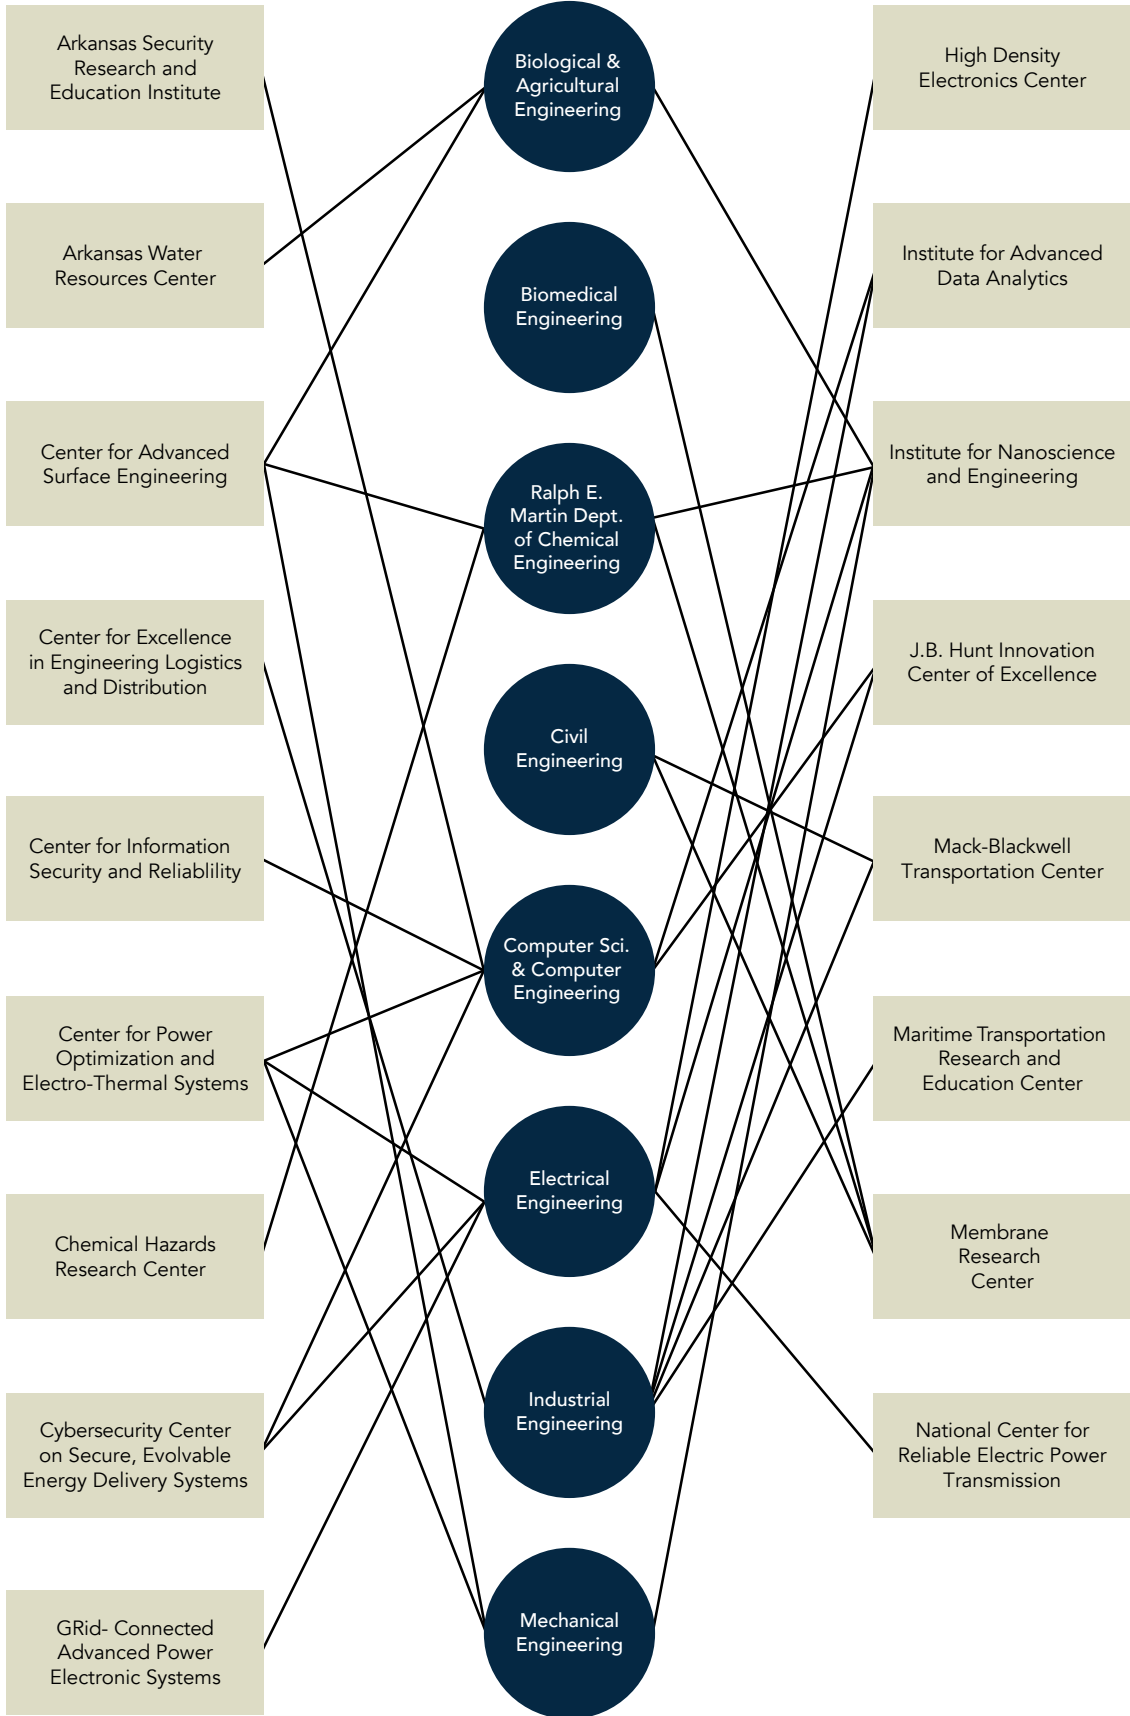 Arkansas Security
Research and
Education Institute
Arkansas Water
Resources Center
Center for Advanced
Surface Engineering
Center for Excellence
in Engineering Logistics
and Distribution
Center for Information
Security and Reliablility
Center for Power
Optimization and
Electro-Thermal Systems
Chemical Hazards
Research Center
Cybersecurity Center
on Secure, Evolvable
Energy Delivery Systems
GRid- Connected
Advanced Power
Electronic Systems
Biological &
Agricultural
Engineering
Biomedical
Engineering
Ralph E.
Martin Dept.
of Chemical
Engineering
Civil
Engineering
Computer Sci.
& Computer
Engineering
Electrical
Engineering
Industrial
Engineering
Mechanical
Engineering
High Density
Electronics Center
Institute for Advanced
Data Analytics
Institute for Nanoscience
and Engineering
J.B. Hunt Innovation
Center of Excellence
Mack-Blackwell
Transportation Center
Maritime Transportation
Research and
Education Center
Membrane
Research
Center
National Center for
Reliable Electric Power
Transmission